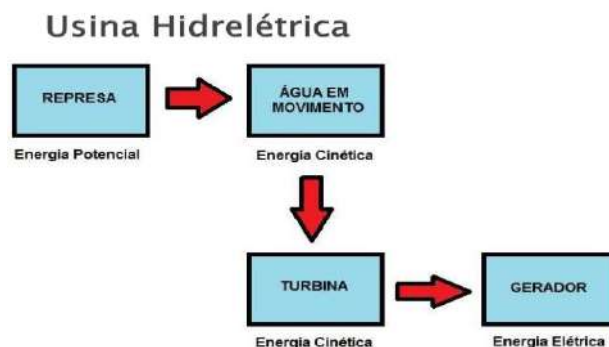 Usina Hidrelétrica
REPRESA
Energia Potencial
ÁGUA EM
MOVIMENTO
Energia Cinética
TURBINA
Energia Cinética
GERADOR
Energia Elétrica